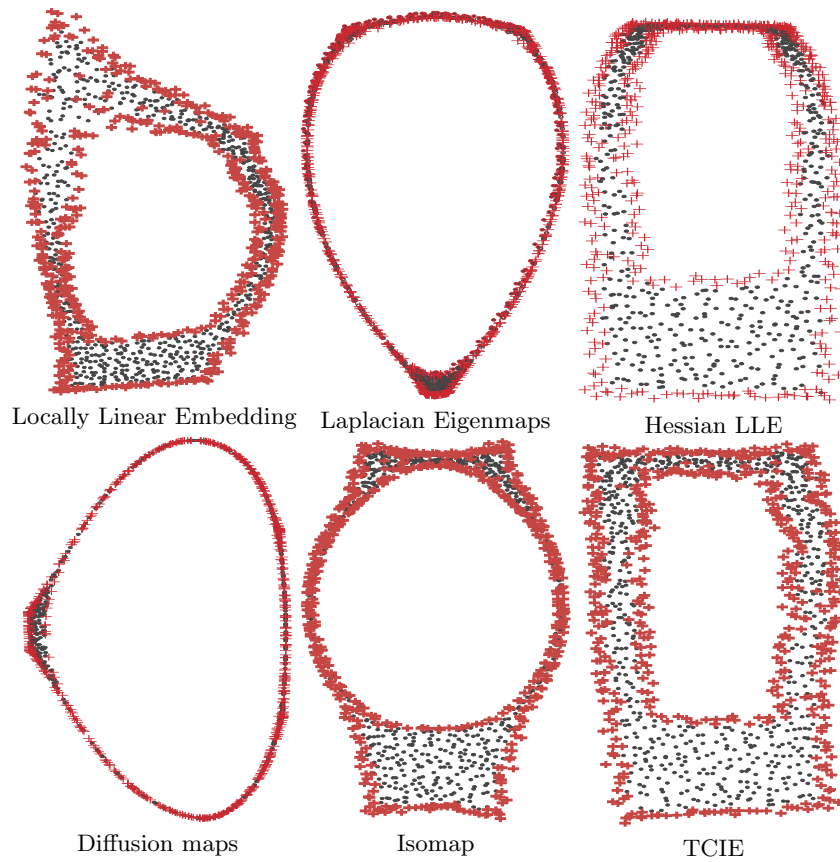 Locally Linear Embedding
Laplacian Eigenmaps
Hessian LLE
Diffusion maps
Isomap
TCIE